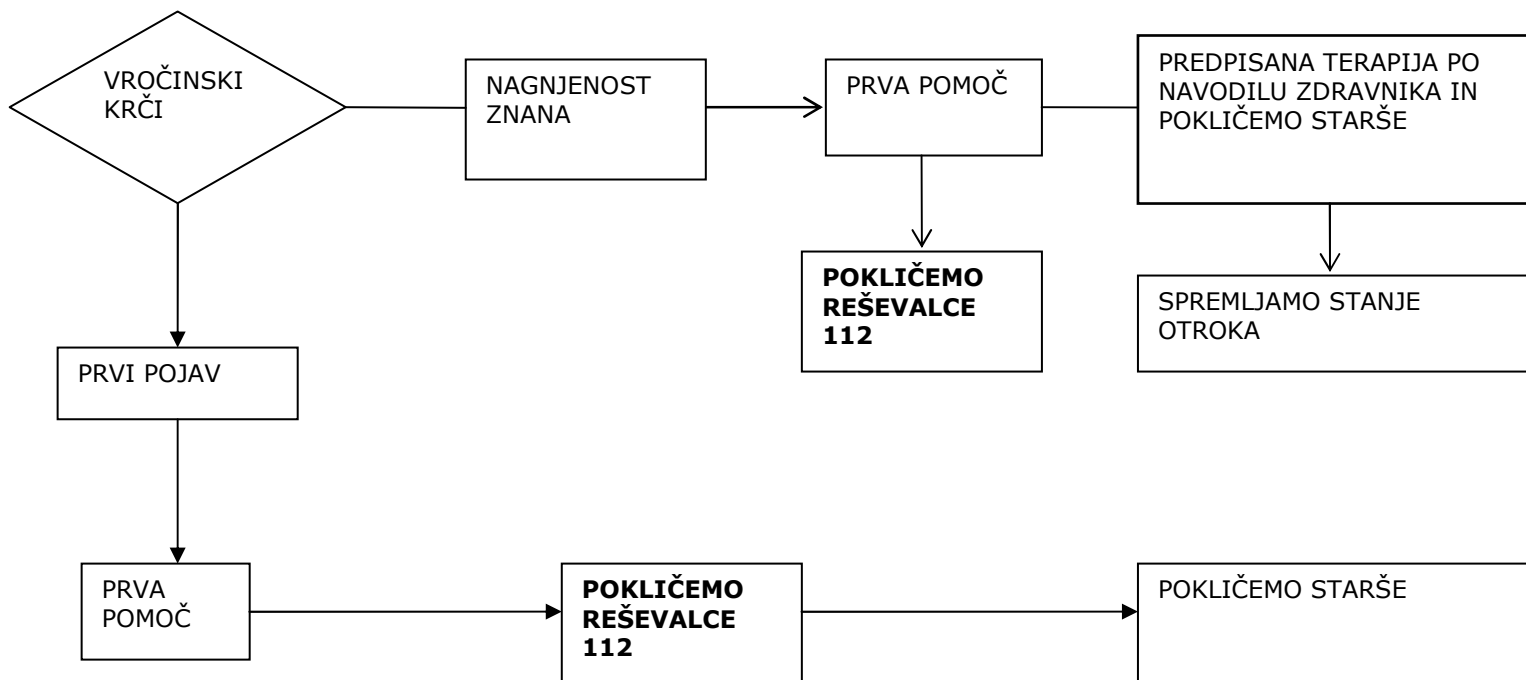 VROČINSKI
KRČI
NAGNJENOST
ZNANA
PRVA POMOČ
PREDPISANA TERAPIJA PO
NAVODILU ZDRAVNIKA IN
POKLIČEMO STARŠE
POKLIČEMO
REŠEVALCE
112
SPREMLJAMO STANJE
OTROKA
PRVI POJAV
PRVA
POMOČ
POKLIČEMO
REŠEVALCE
112
POKLIČEMO STARŠE